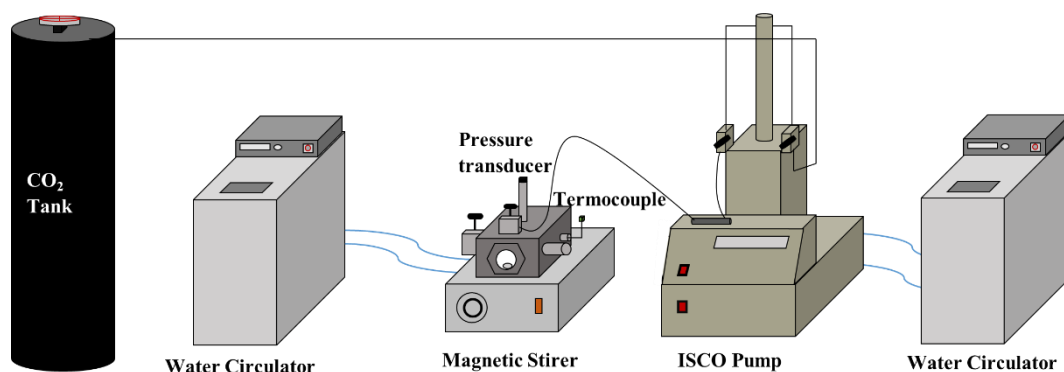 CO₂
Tank
Pressure
transducer
Termocouple
Water Circulator
Magnetic Stirer
ISCO Pump
Water Circulator